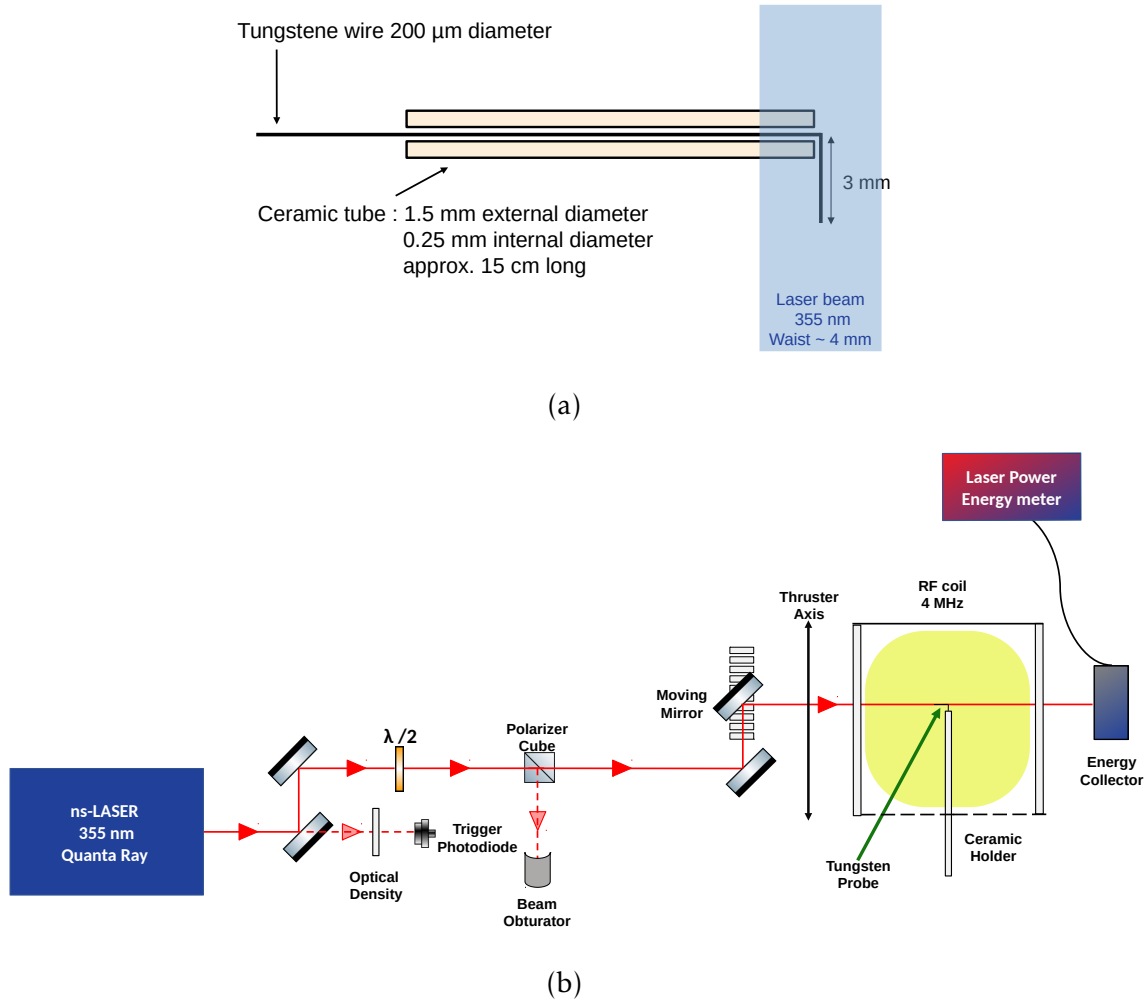 Tungstene wire 200 µm diameter
3 mm
Ceramic tube : 1.5 mm external diameter
0.25 mm internal diameter
approx. 15 cm long
Laser beam
355 nm
Waist ~ 4 mm
(a)
Laser Power
Energy meter
RF coil
4 MHz
Thruster
Axis
Moving
Mirror
Polarizer
Cube
λ /2
ns-LASER
355 nm
Quanta Ray
Trigger
Photodiode
Optical
Density
Beam
Obturator
Tungsten
Probe
Ceramic
Holder
Energy
Collector
(b)